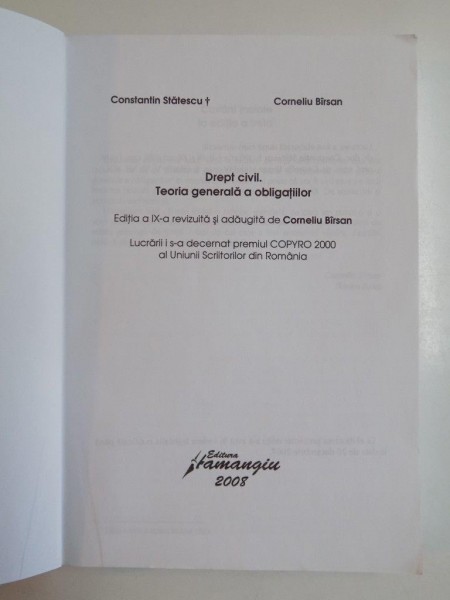 Constantin Stătescu † Corneliu Bîrsan
Drept civil.
Teoria generală a obligațiilor
Ediția a IX-a revizuită și adăugită de Corneliu Bîrsan
Lucrării i s-a decernat premiul COPYRO 2000
al Uniunii Scriitorilor din România
Editura
Hamangiu
2008